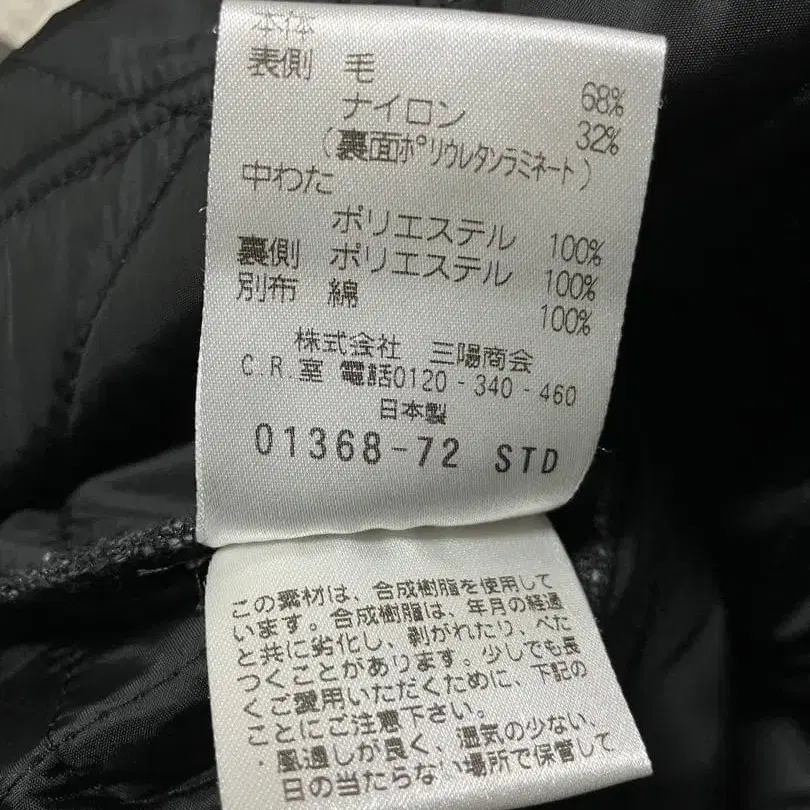 本体
表側 毛 68%
ナイロン 32%
(裏面ポリウレタンラミネート)
中わた
ポリエステル 100%
裏側 ポリエステル 100%
別布 綿 100%
株式会社 三陽商会
C.R.室 電話0120-340-460
日本製
01368-72 STD
この素材は、合成樹脂を使用して
います。合成樹脂は、年月の経過
と共に劣化し、剥がれたり、べた
つくことがあります。少しでも長
くご愛用いただくために、下記の
ことにご注意下さい。
・風通しが良く、湿気の少ない、
日の当たらない場所で保管して